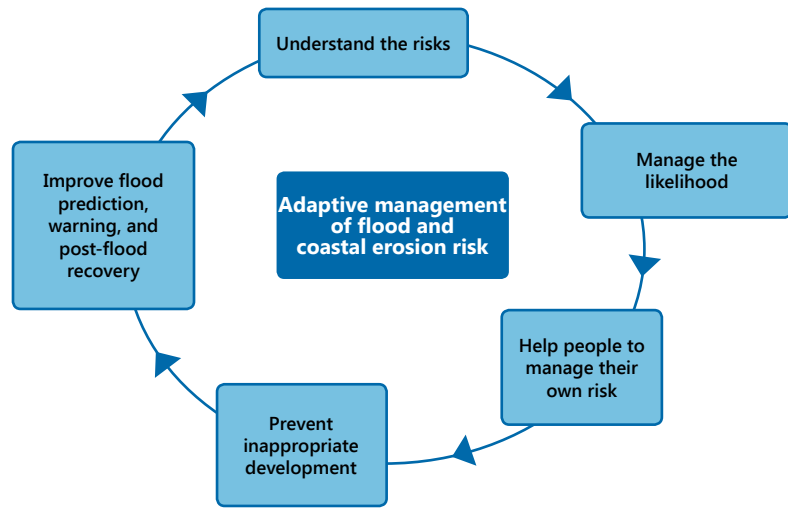 Understand the risks
Manage the
likelihood
Help people to
manage their
own risk
Prevent
inappropriate
development
Improve flood
prediction,
warning, and
post-flood
recovery
Adaptive management
of flood and
coastal erosion risk